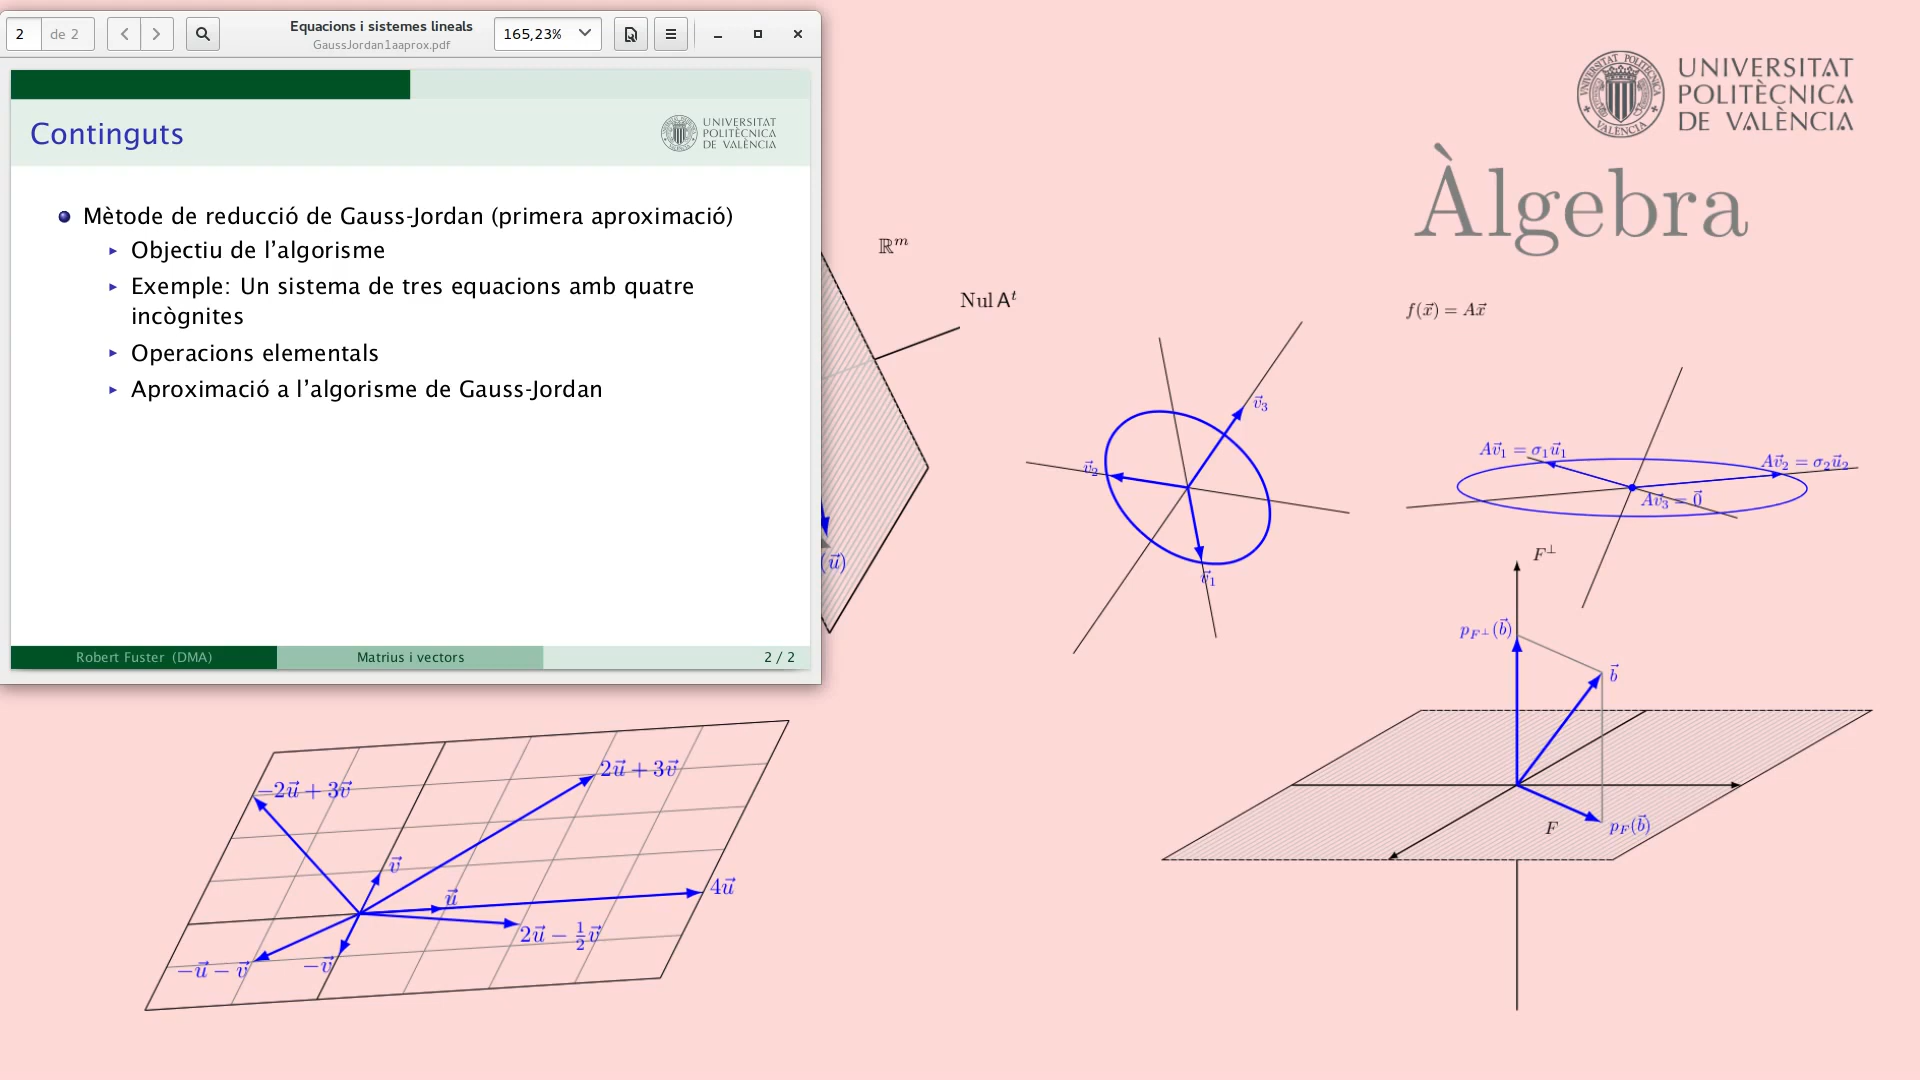 2 de 2
Equacions i sistemes lineals
GaussJordan1aaprox.pdf
165,23%
Continguts
UNIVERSITAT
POLITÈCNICA
DE VALÈNCIA
Mètode de reducció de Gauss-Jordan (primera aproximació)
Objectiu de l'algorisme
Exemple: Un sistema de tres equacions amb quatre
incògnites
Operacions elementals
Aproximació a l'algorisme de Gauss-Jordan
Robert Fuster (DMA)
Matrius i vectors
2 / 2
UNIVERSITAT
POLITÈCNICA
DE VALÈNCIA
Àlgebra
ℝᵐ
Nul Aᵗ
f(x⃗) = Ax⃗
v⃗₃
v⃗₂
v⃗₁
Av⃗₁ = σ₁u⃗₁
Av⃗₂ = σ₂u⃗₂
Av⃗₃ = 0⃗
(u⃗)
F⊥
p_F⊥(b⃗)
b⃗
F
p_F(b⃗)
−2u⃗ + 3v⃗
2u⃗ + 3v⃗
v⃗
u⃗
4u⃗
2u⃗ − ½v⃗
−u⃗ − v⃗
−v⃗